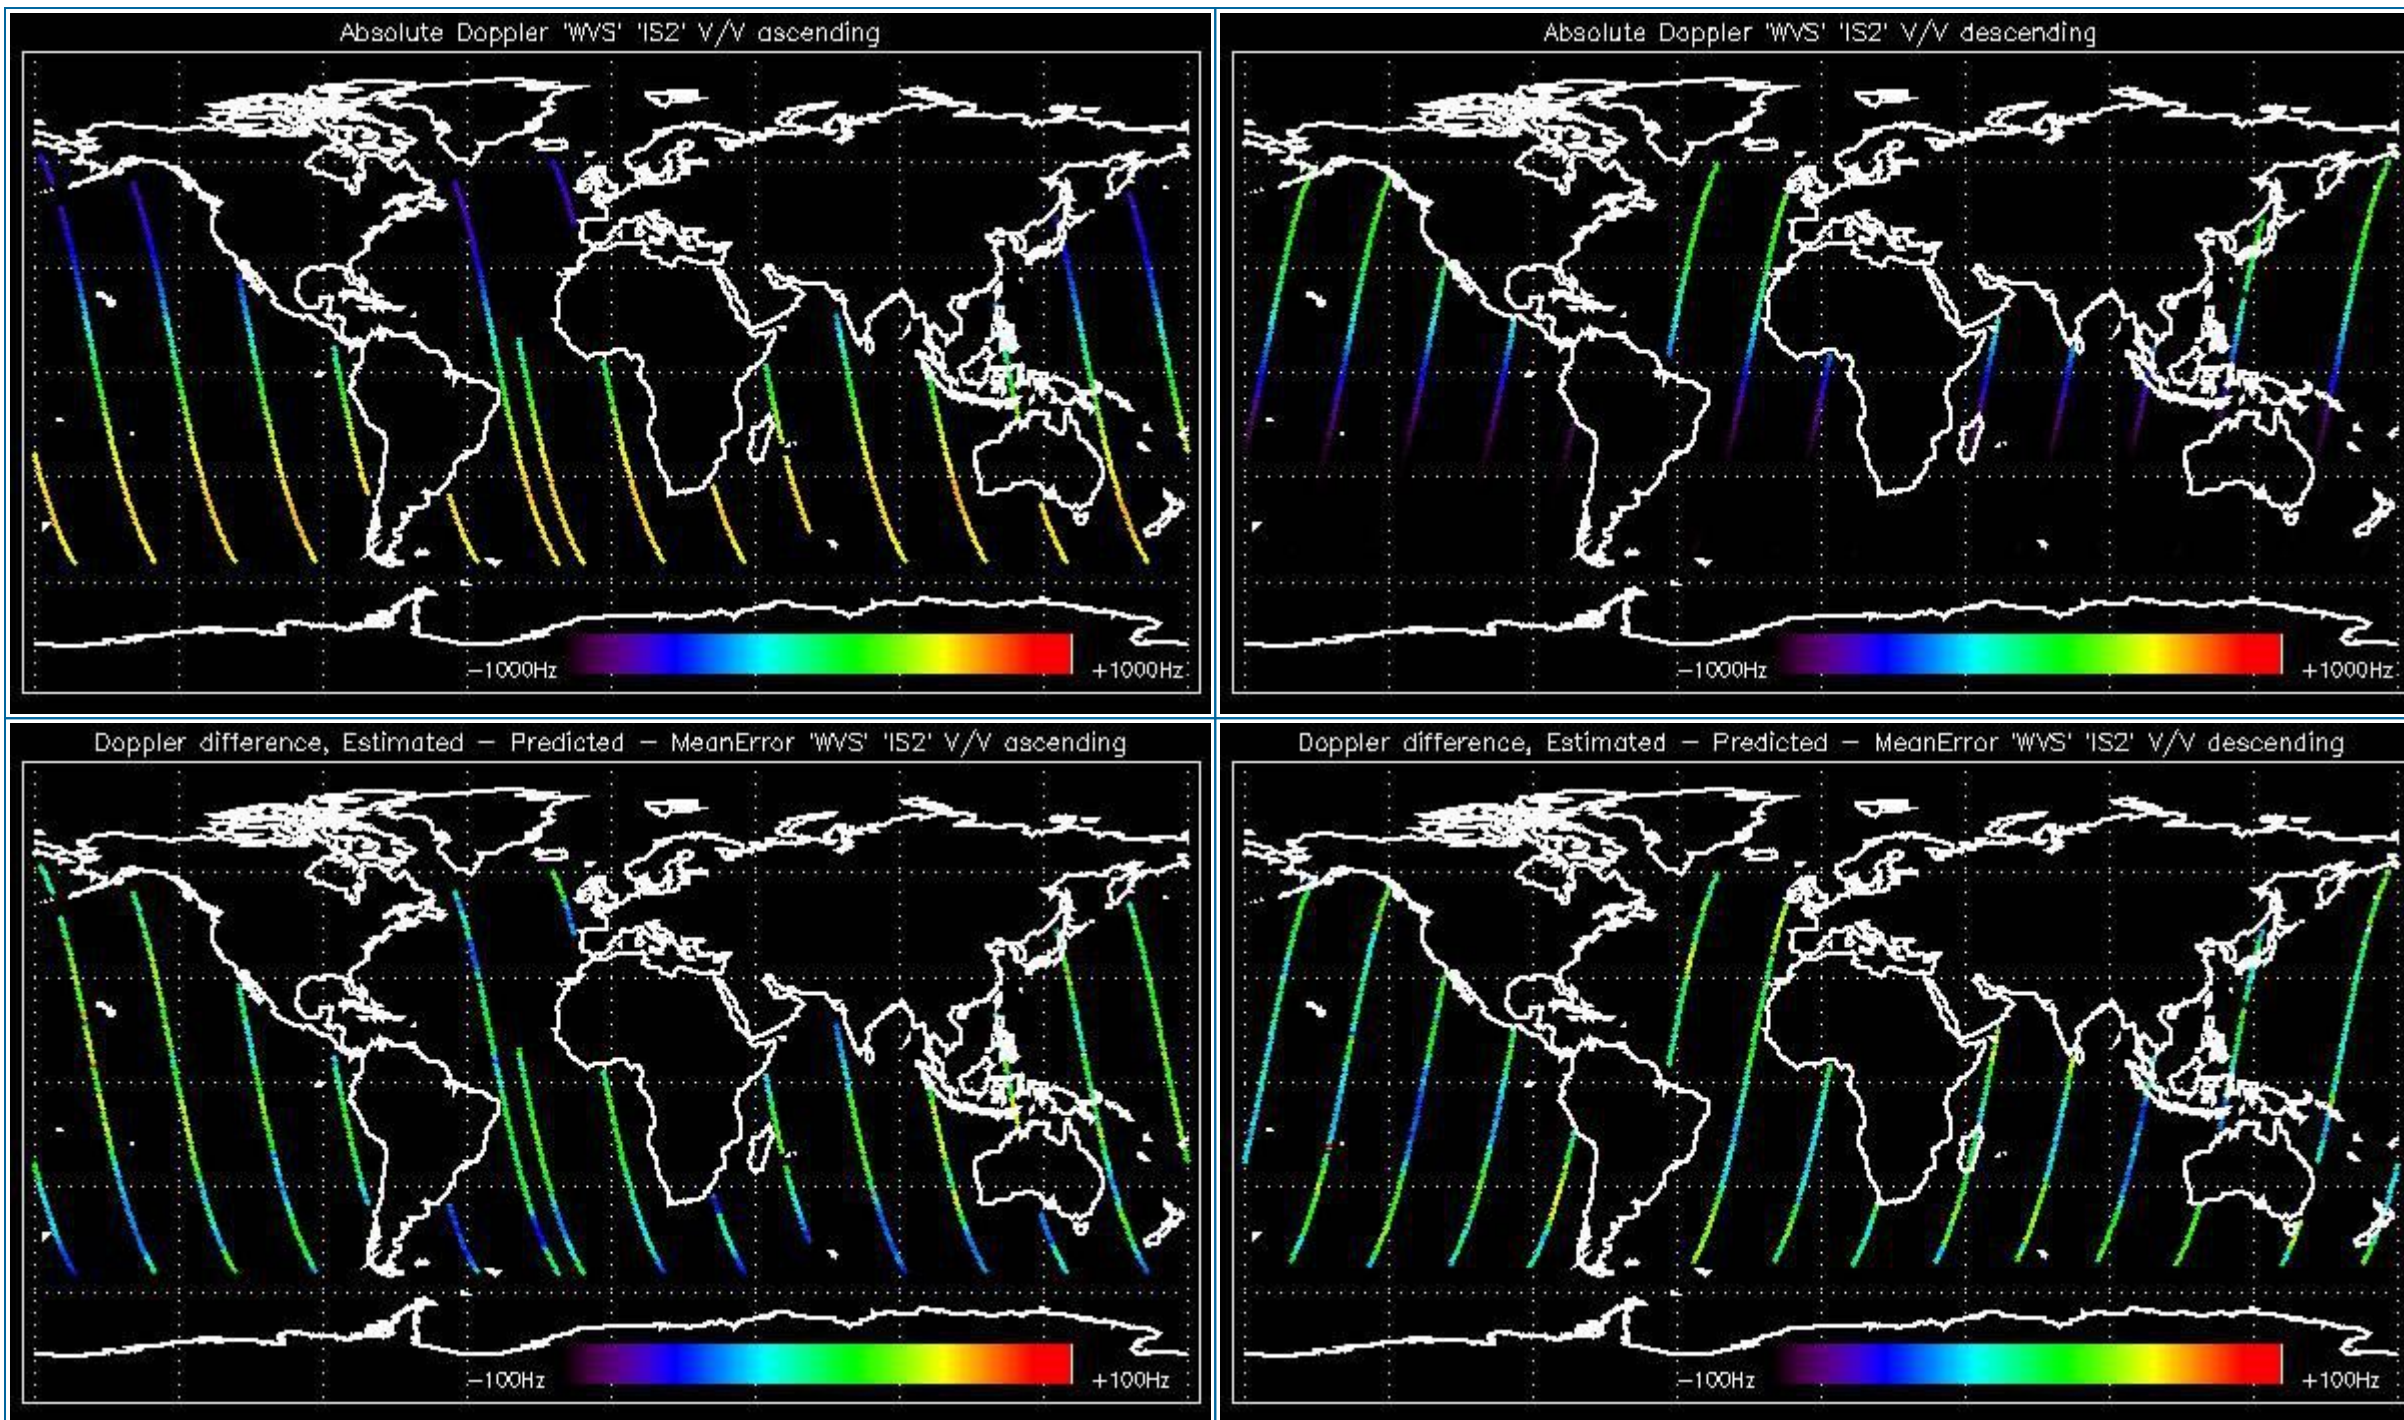 Absolute Doppler 'WVS' 'IS2' V/V ascending
−1000Hz
+1000Hz
Absolute Doppler 'WVS' 'IS2' V/V descending
−1000Hz
+1000Hz
Doppler difference, Estimated − Predicted − MeanError 'WVS' 'IS2' V/V ascending
−100Hz
+100Hz
Doppler difference, Estimated − Predicted − MeanError 'WVS' 'IS2' V/V descending
−100Hz
+100Hz